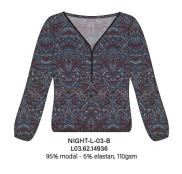 NIGHT-L-03-B
L03.62.14936
95% modal - 5% elastan, 110gsm